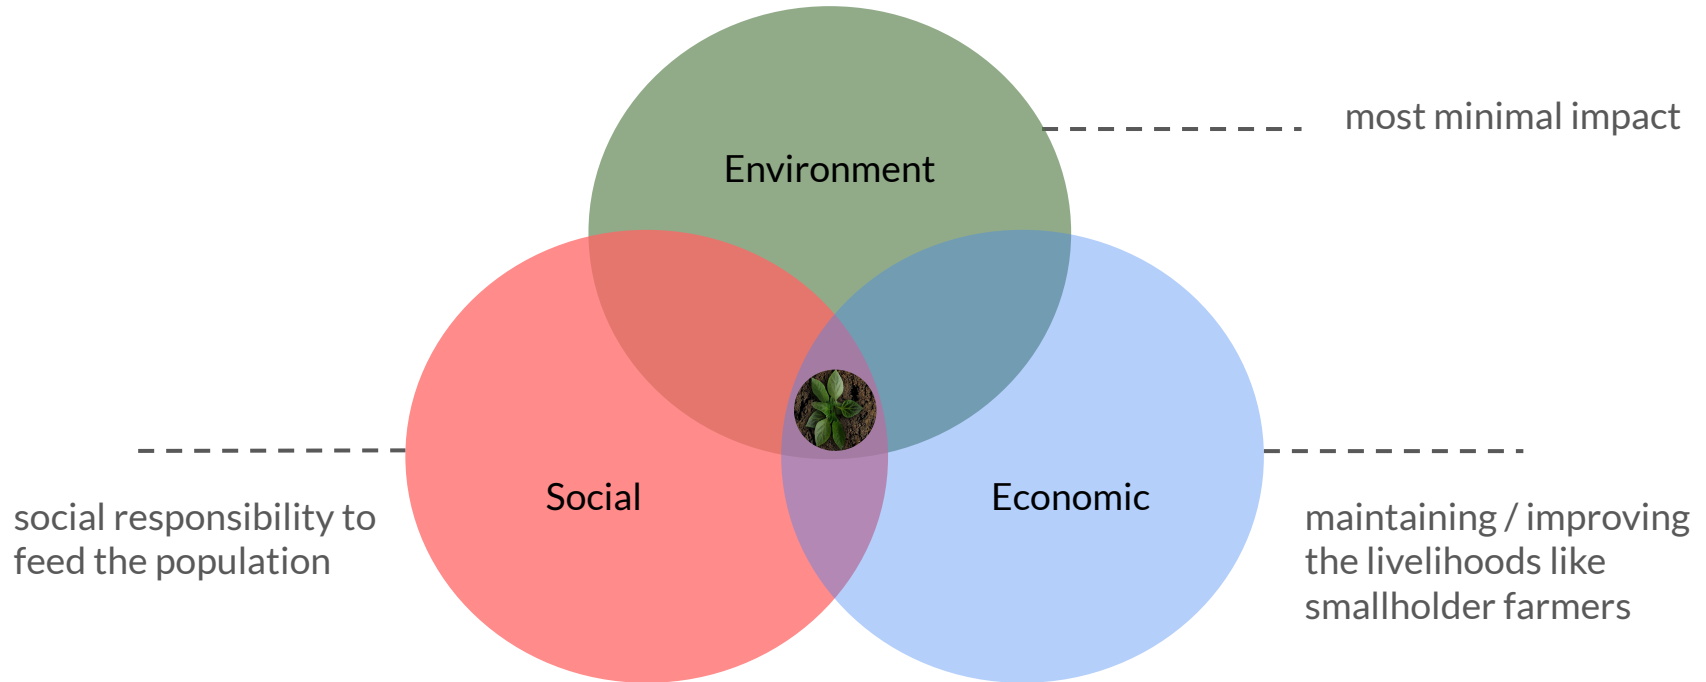 most minimal impact
Environment
Social
Economic
social responsibility to
feed the population
maintaining / improving
the livelihoods like
smallholder farmers